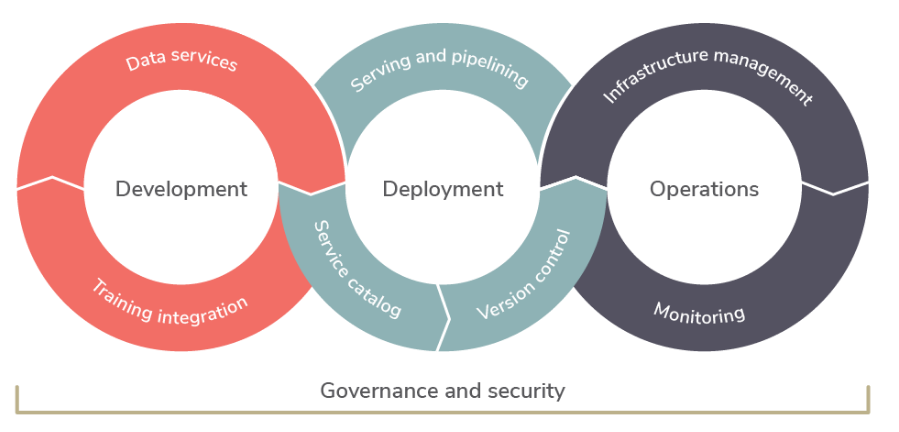 Data services
Serving and pipelining
Infrastructure management
Development
Deployment
Operations
Training integration
Service catalog
Version control
Monitoring
Governance and security